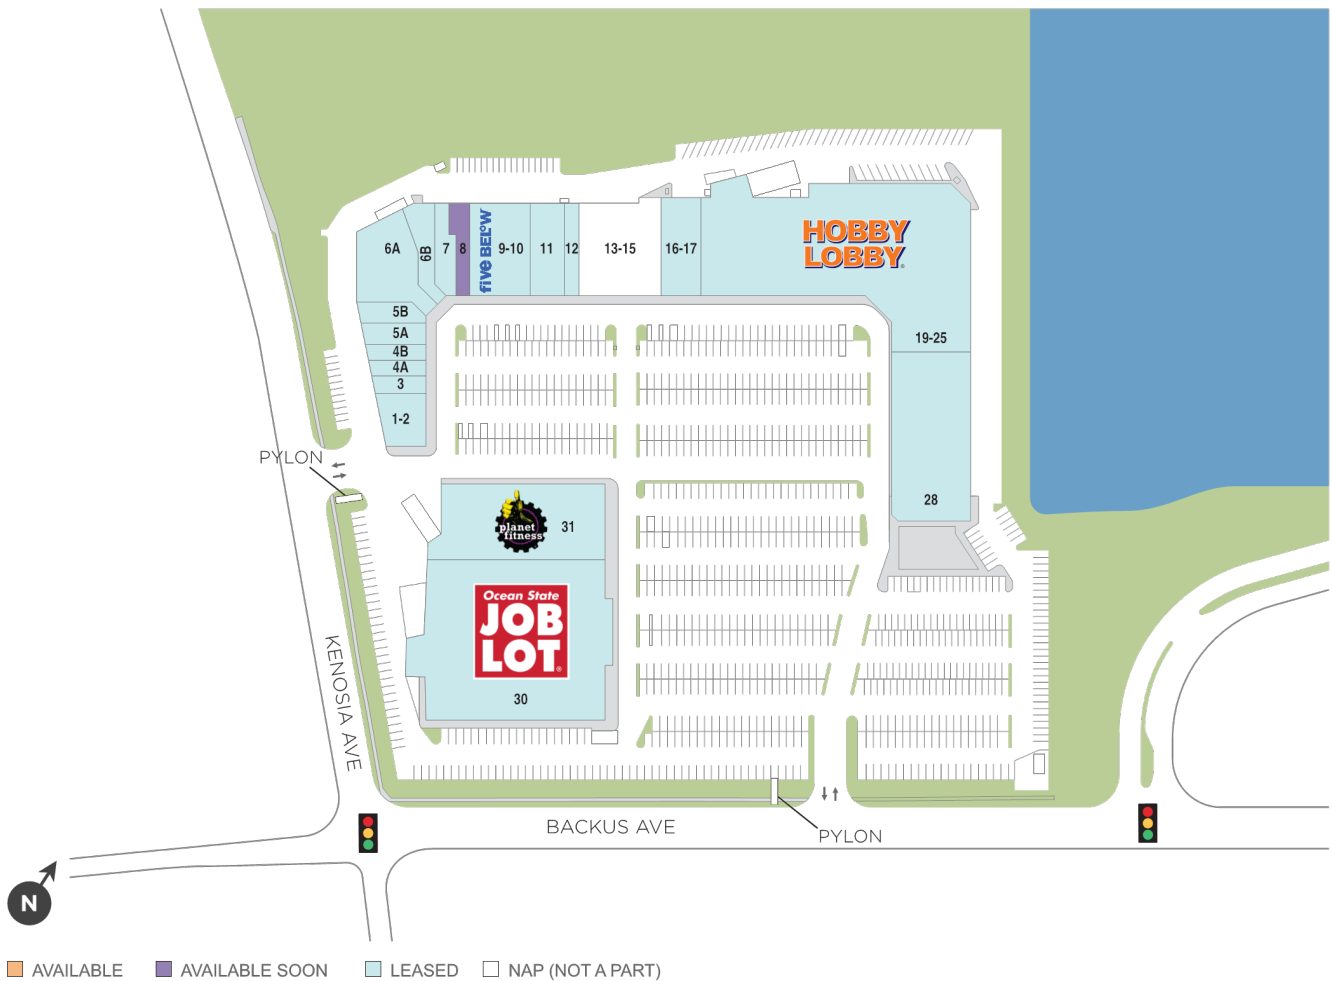 HOBBY
LOBBY®
6A
6B
7
8
five BEL°W
9-10
11
12
13-15
16-17
5B
5A
4B
4A
3
1-2
19-25
28
PYLON
planet
fitness
31
Ocean State
JOB
LOT®
30
KENOSIA AVE
BACKUS AVE
PYLON
N
AVAILABLE
AVAILABLE SOON
LEASED
NAP (NOT A PART)